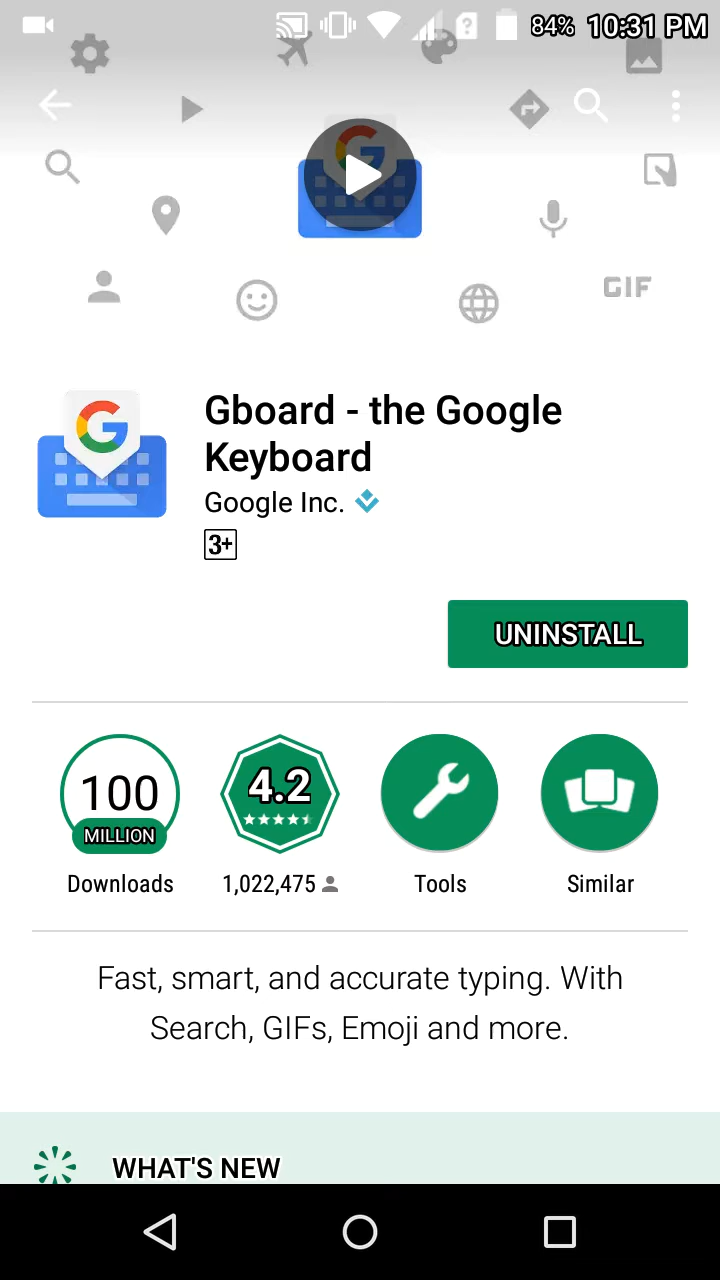 84% 10:31 PM
GIF
Gboard - the Google
Keyboard
Google Inc.
3+
UNINSTALL
100
MILLION
Downloads
4.2
1,022,475
Tools
Similar
Fast, smart, and accurate typing. With
Search, GIFs, Emoji and more.
WHAT'S NEW